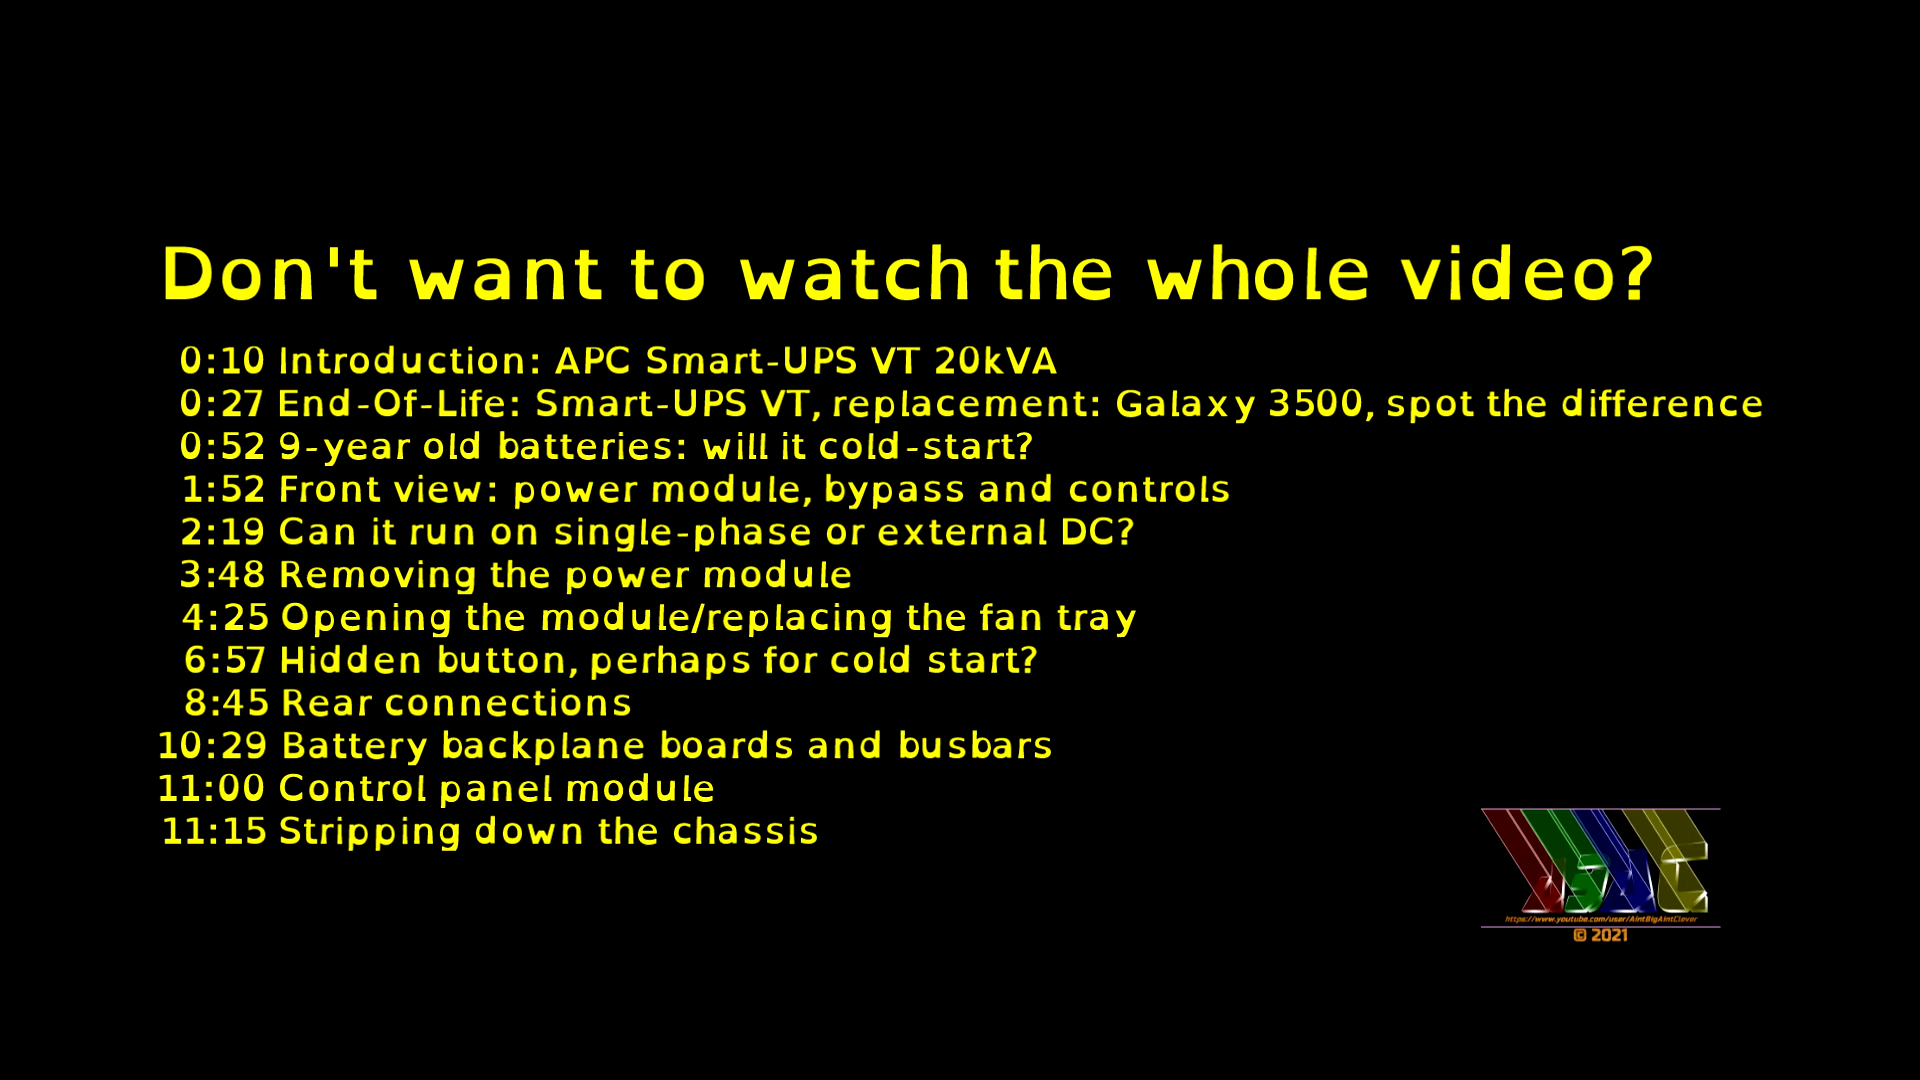 Don't want to watch the whole video?
0:10 Introduction: APC Smart-UPS VT 20kVA
0:27 End-Of-Life: Smart-UPS VT, replacement: Galaxy 3500, spot the difference
0:52 9-year old batteries: will it cold-start?
1:52 Front view: power module, bypass and controls
2:19 Can it run on single-phase or external DC?
3:48 Removing the power module
4:25 Opening the module/replacing the fan tray
6:57 Hidden button, perhaps for cold start?
8:45 Rear connections
10:29 Battery backplane boards and busbars
11:00 Control panel module
11:15 Stripping down the chassis
https://www.youtube.com/user/AintBigAintClever
© 2021